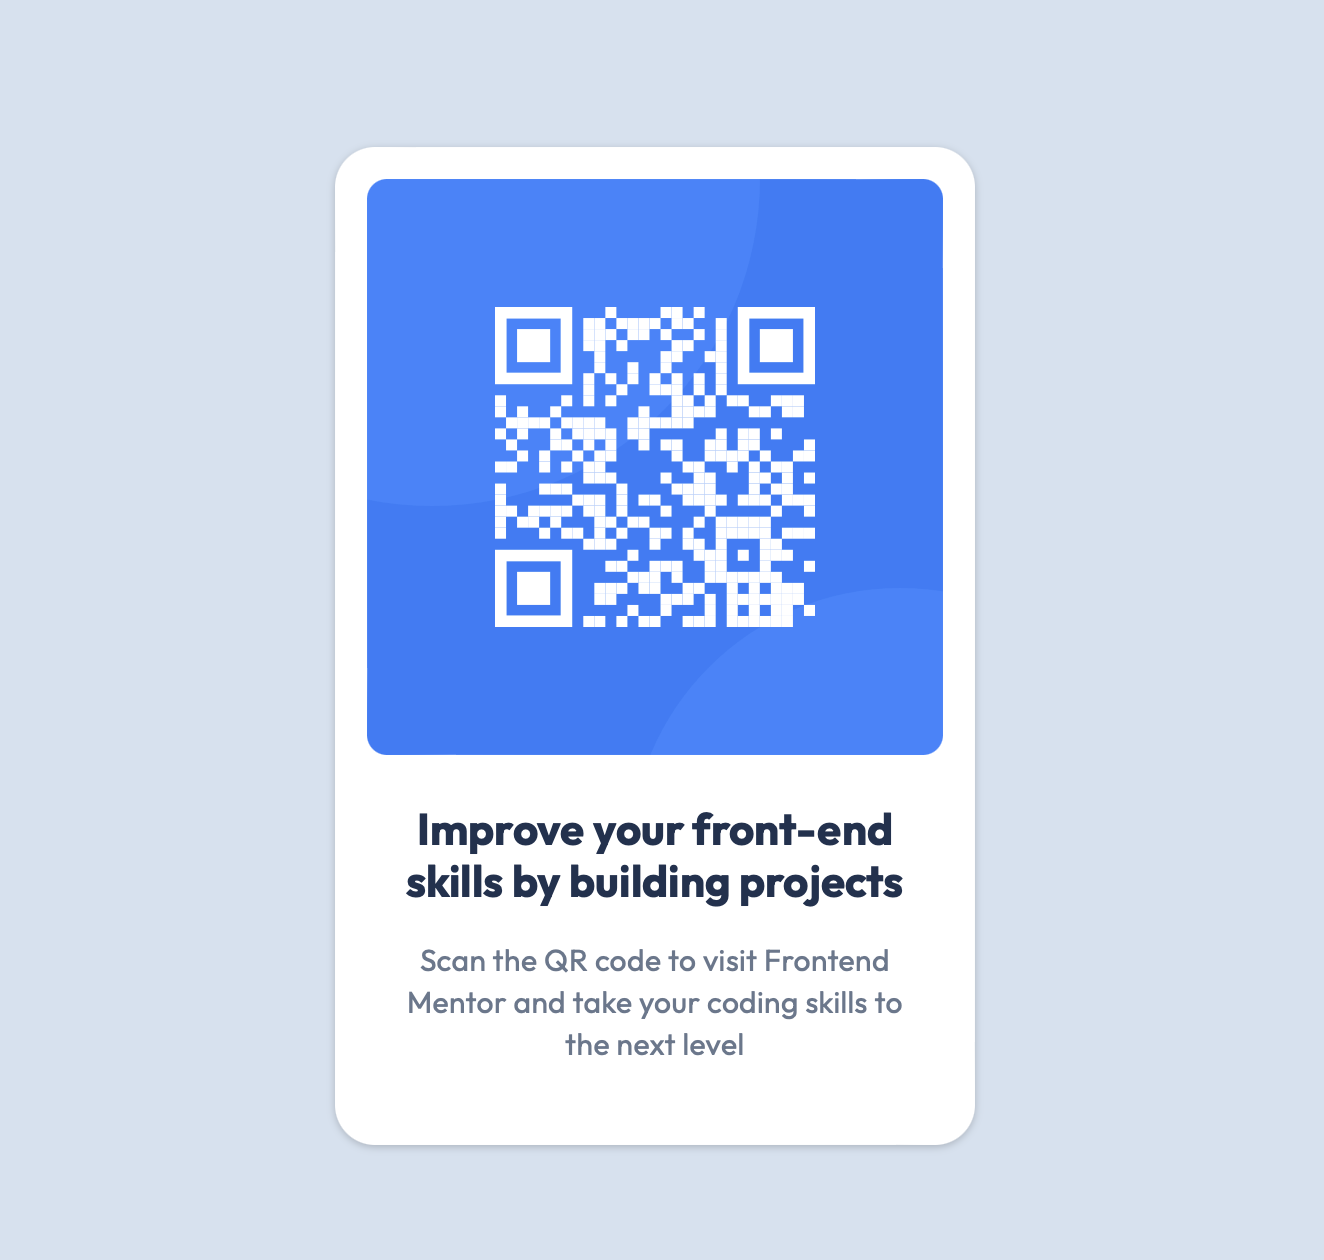 Improve your front-end
skills by building projects
Scan the QR code to visit Frontend
Mentor and take your coding skills to
the next level